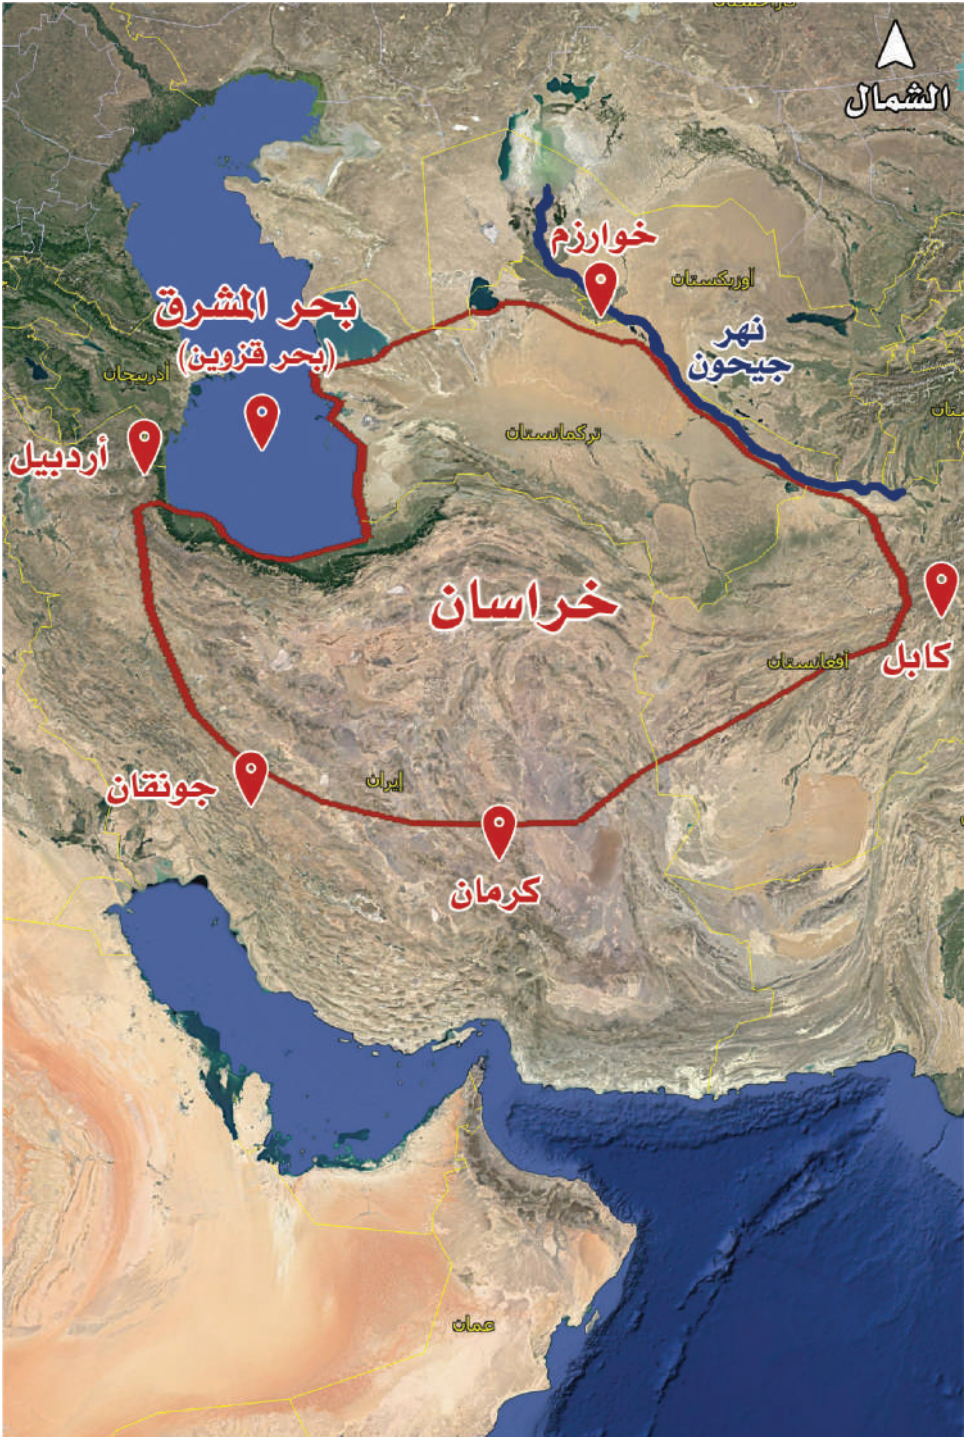 الشمال
خوارزم
أوزبكستان
بحر المشرق
(بحر قزوين)
نهر
جيحون
أذربيجان
تركمانستان
أردبيل
خراسان
كابل
أفغانستان
إيران
جونقان
كرمان
عمان